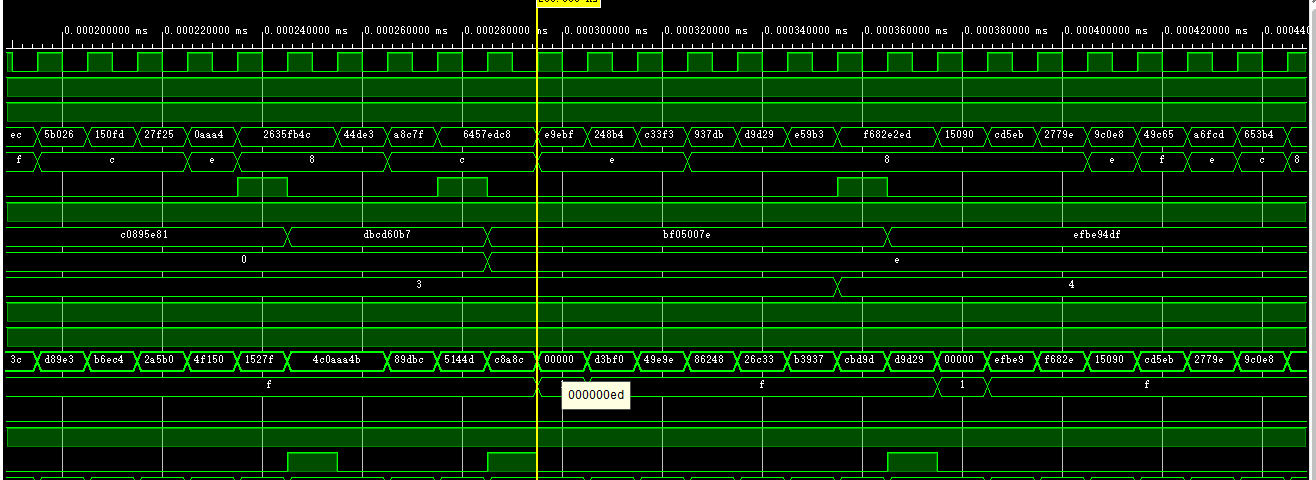 0.000200000 ms 0.000220000 ms 0.000240000 ms 0.000260000 ms 0.000280000 ms 0.000300000 ms 0.000320000 ms 0.000340000 ms 0.000360000 ms 0.000380000 ms 0.000400000 ms 0.000420000 ms 0.000440
ec 5b026 150fd 27f25 0aaa4 2635fb4c 44de3 a8c7f 6457edc8 e9ebf 248b4 c33f3 937db d9d29 e59b3 f682e2ed 15090 cd5eb 2779e 9c0e8 49c65 a6fcd 653b4
f c e 8 c e 8 e f e c 8
c0895e81 dbcd60b7 bf05007e efbe94df
0 e
3 4
3c d89e3 b6ec4 2a5b0 4f150 1527f 4c0aaa4b 89dbc 5144d c8a8c 00000 d3bf0 49e9e 86248 26c33 b3937 cbd9d d9d29 00000 efbe9 f682e 15090 cd5eb 2779e 9c0e8
f f 1 f
000000ed